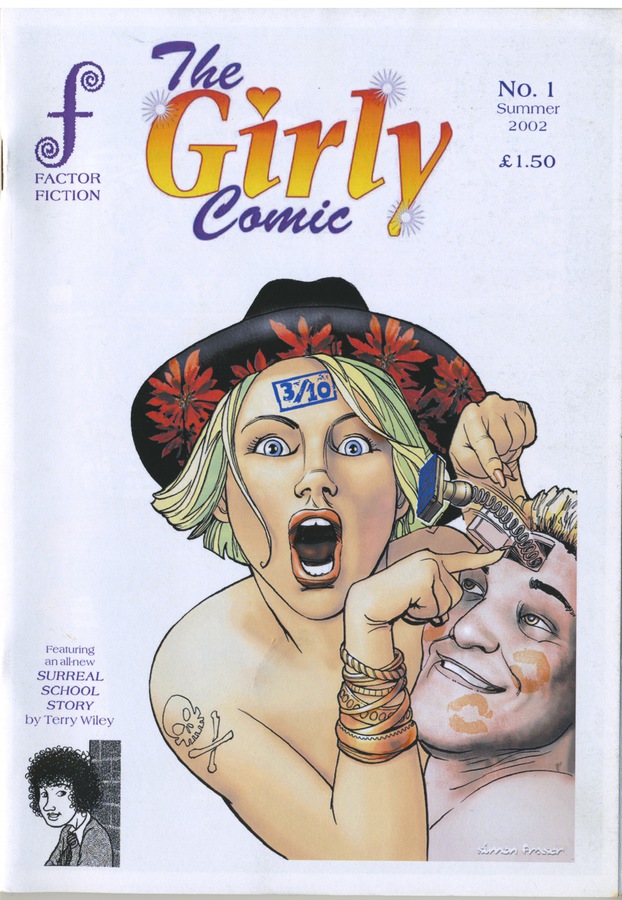 FACTOR
FICTION
The
Girly
Comic
No. 1
Summer
2002
£1.50
3/10
Featuring
an all-new
SURREAL
SCHOOL
STORY
by Terry Wiley
simon fraser